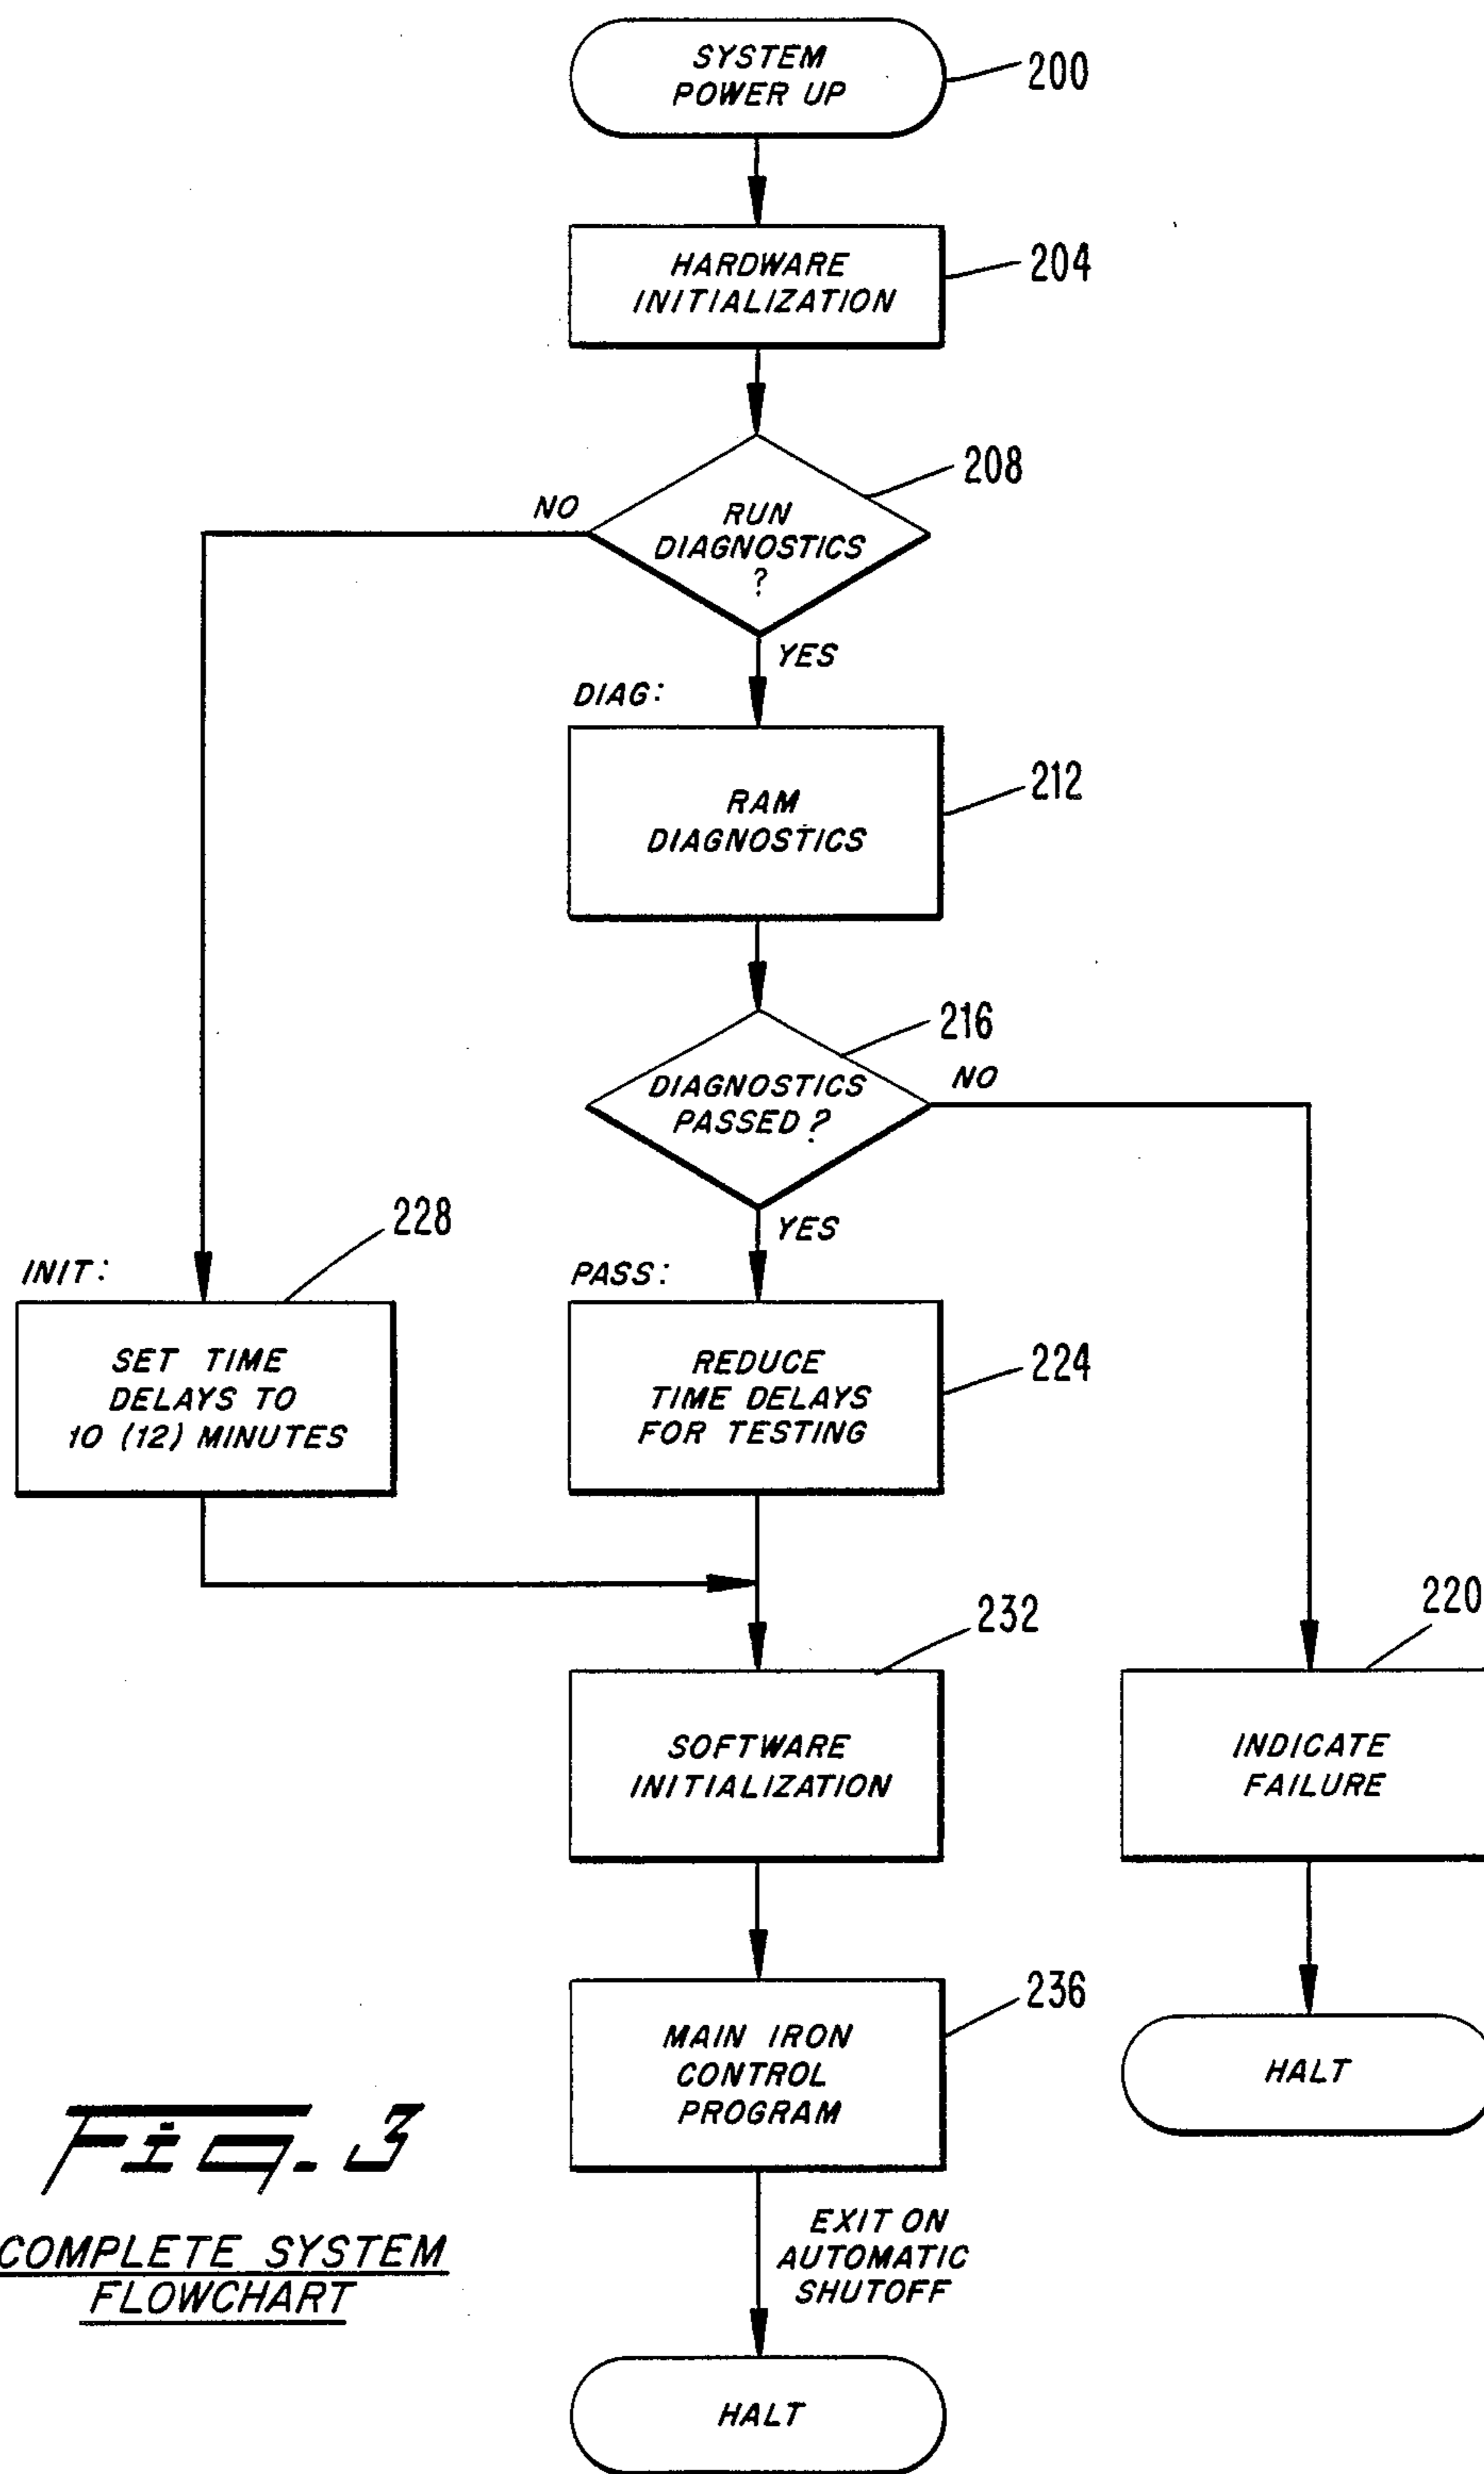 SYSTEM
POWER UP
200
HARDWARE
INITIALIZATION
204
208
NO
RUN
DIAGNOSTICS
?
YES
DIAG:
RAM
DIAGNOSTICS
212
216
DIAGNOSTICS
PASSED?
NO
YES
228
INIT:
PASS:
SET TIME
DELAYS TO
10 (12) MINUTES
REDUCE
TIME DELAYS
FOR TESTING
224
232
220
SOFTWARE
INITIALIZATION
INDICATE
FAILURE
MAIN IRON
CONTROL
PROGRAM
236
HALT
EXIT ON
AUTOMATIC
SHUTOFF
HALT
Fig. 3
COMPLETE SYSTEM
FLOWCHART